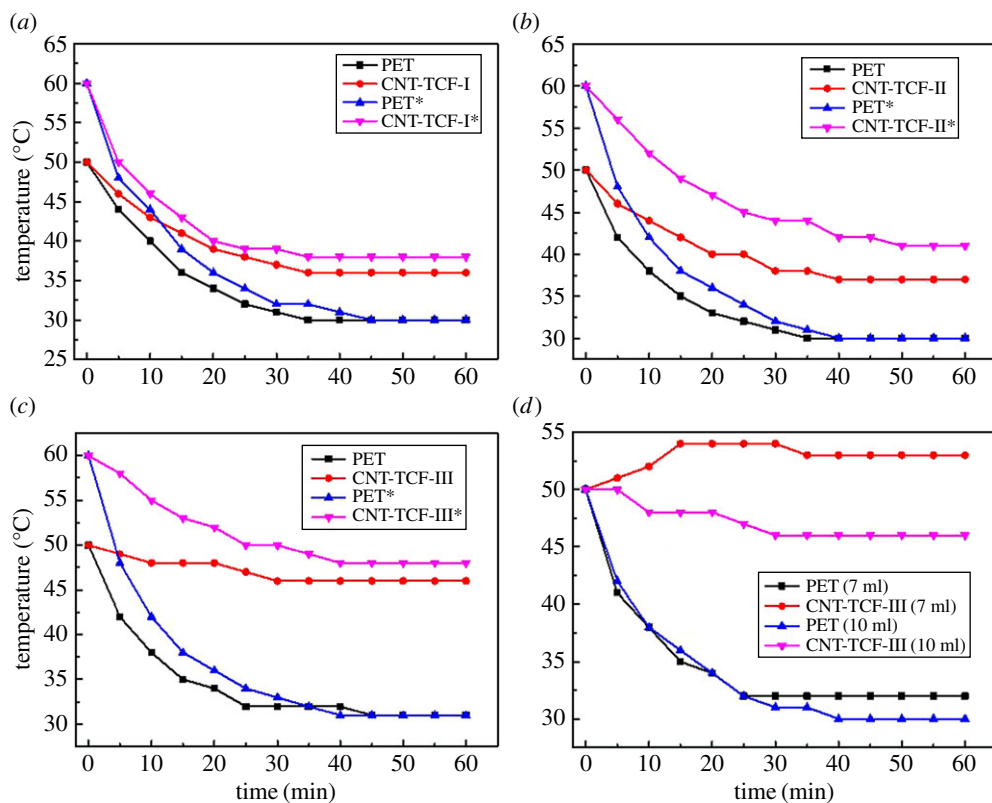 (a)
65
60
55
50
45
40
35
30
25
temperature (°C)
PET
CNT-TCF-I
PET*
CNT-TCF-I*
0 10 20 30 40 50 60
(b)
65
60
55
50
45
40
35
30
PET
CNT-TCF-II
PET*
CNT-TCF-II*
0 10 20 30 40 50 60
(c)
60
55
50
45
40
35
30
temperature (°C)
PET
CNT-TCF-III
PET*
CNT-TCF-III*
0 10 20 30 40 50 60
time (min)
(d)
55
50
45
40
35
30
PET (7 ml)
CNT-TCF-III (7 ml)
PET (10 ml)
CNT-TCF-III (10 ml)
0 10 20 30 40 50 60
time (min)